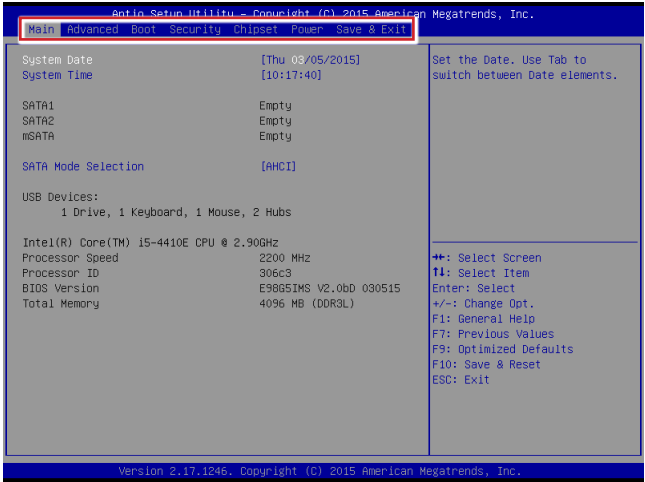 Aptio Setup Utility – Copyright (C) 2015 American Megatrends, Inc.
Main Advanced Boot Security Chipset Power Save & Exit
System Date [Thu 03/05/2015]
System Time [10:17:40]
SATA1 Empty
SATA2 Empty
mSATA Empty
SATA Mode Selection [AHCI]
USB Devices:
1 Drive, 1 Keyboard, 1 Mouse, 2 Hubs
Intel(R) Core(TM) i5-4410E CPU @ 2.90GHz
Processor Speed 2200 MHz
Processor ID 306c3
BIOS Version E98G5IMS V2.0bD 030515
Total Memory 4096 MB (DDR3L)
Set the Date. Use Tab to
switch between Date elements.
→←: Select Screen
↑↓: Select Item
Enter: Select
+/-: Change Opt.
F1: General Help
F7: Previous Values
F9: Optimized Defaults
F10: Save & Reset
ESC: Exit
Version 2.17.1246. Copyright (C) 2015 American Megatrends, Inc.